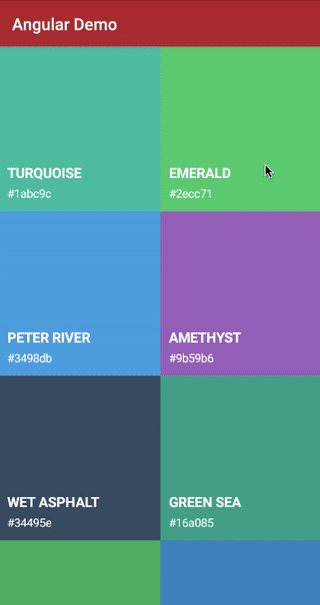 Angular Demo
TURQUOISE
#1abc9c
EMERALD
#2ecc71
PETER RIVER
#3498db
AMETHYST
#9b59b6
WET ASPHALT
#34495e
GREEN SEA
#16a085